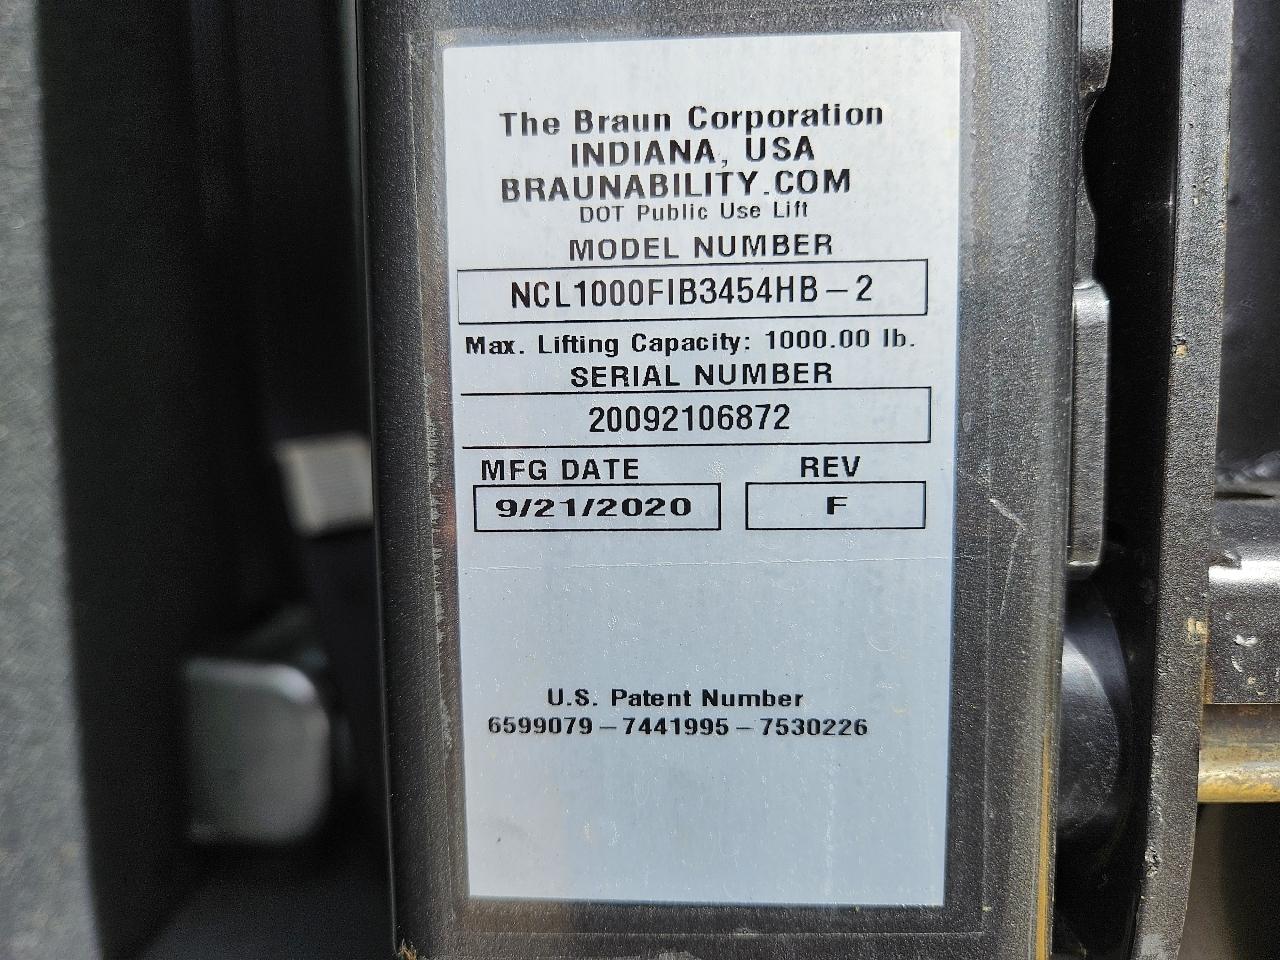 The Braun Corporation
INDIANA, USA
BRAUNABILITY.COM
DOT Public Use Lift
MODEL NUMBER
NCL1000FIB3454HB-2
Max. Lifting Capacity: 1000.00 lb.
SERIAL NUMBER
20092106872
MFG DATE REV
9/21/2020 F
U.S. Patent Number
6599079-7441995-7530226